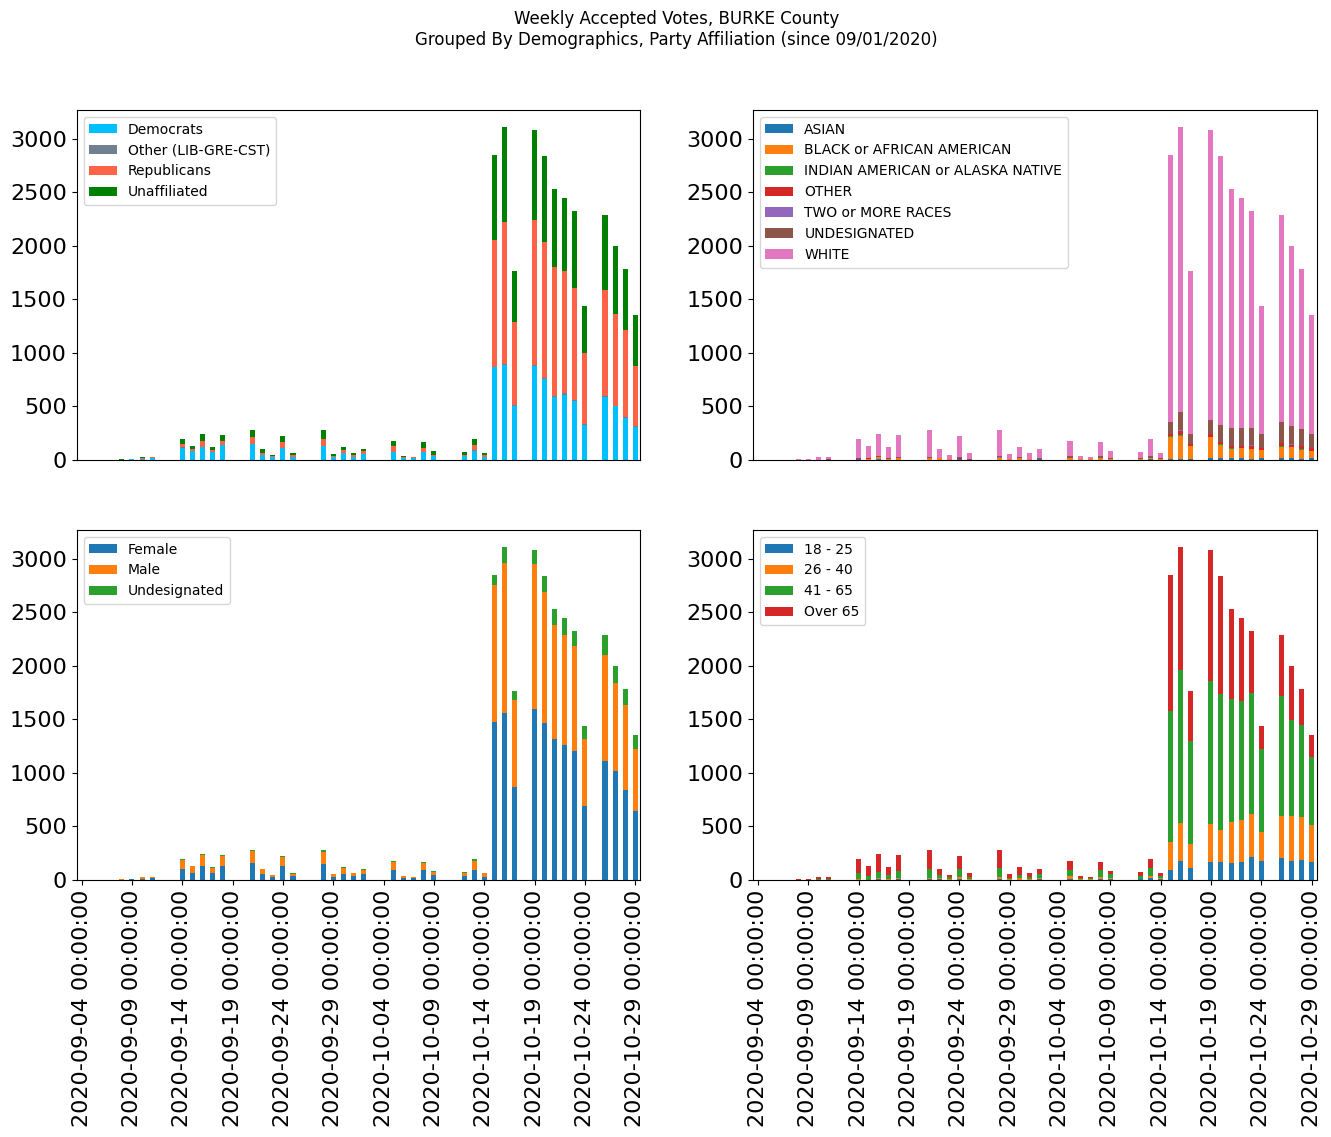 Weekly Accepted Votes, BURKE County
Grouped By Demographics, Party Affiliation (since 09/01/2020)
3000
2500
2000
1500
1000
500
0
Democrats
Other (LIB-GRE-CST)
Republicans
Unaffiliated
3000
2500
2000
1500
1000
500
0
ASIAN
BLACK or AFRICAN AMERICAN
INDIAN AMERICAN or ALASKA NATIVE
OTHER
TWO or MORE RACES
UNDESIGNATED
WHITE
3000
2500
2000
1500
1000
500
0
Female
Male
Undesignated
2020-09-04 00:00:00
2020-09-09 00:00:00
2020-09-14 00:00:00
2020-09-19 00:00:00
2020-09-24 00:00:00
2020-09-29 00:00:00
2020-10-04 00:00:00
2020-10-09 00:00:00
2020-10-14 00:00:00
2020-10-19 00:00:00
2020-10-24 00:00:00
2020-10-29 00:00:00
3000
2500
2000
1500
1000
500
0
18 - 25
26 - 40
41 - 65
Over 65
2020-09-04 00:00:00
2020-09-09 00:00:00
2020-09-14 00:00:00
2020-09-19 00:00:00
2020-09-24 00:00:00
2020-09-29 00:00:00
2020-10-04 00:00:00
2020-10-09 00:00:00
2020-10-14 00:00:00
2020-10-19 00:00:00
2020-10-24 00:00:00
2020-10-29 00:00:00